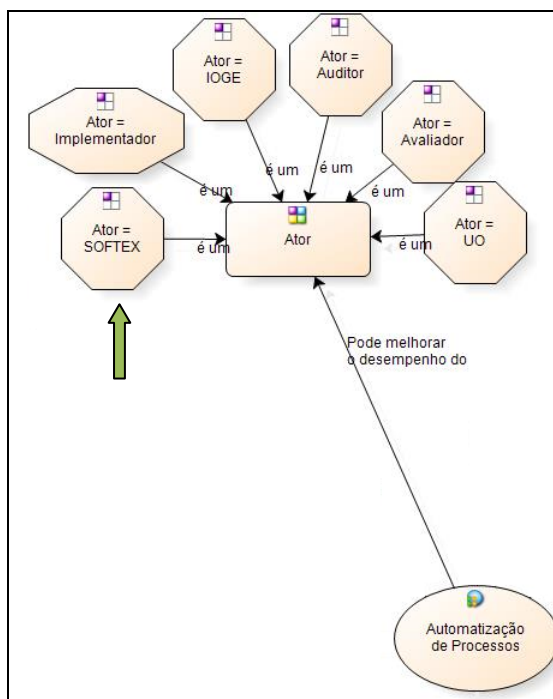 Ator =
IOGE
Ator =
Auditor
Ator =
Implementador
Ator =
Avaliador
é um
é um
é um
é um
Ator =
SOFTEX
é um
Ator
é um
Ator =
UO
Pode melhorar
o desempenho do
Automatização
de Processos